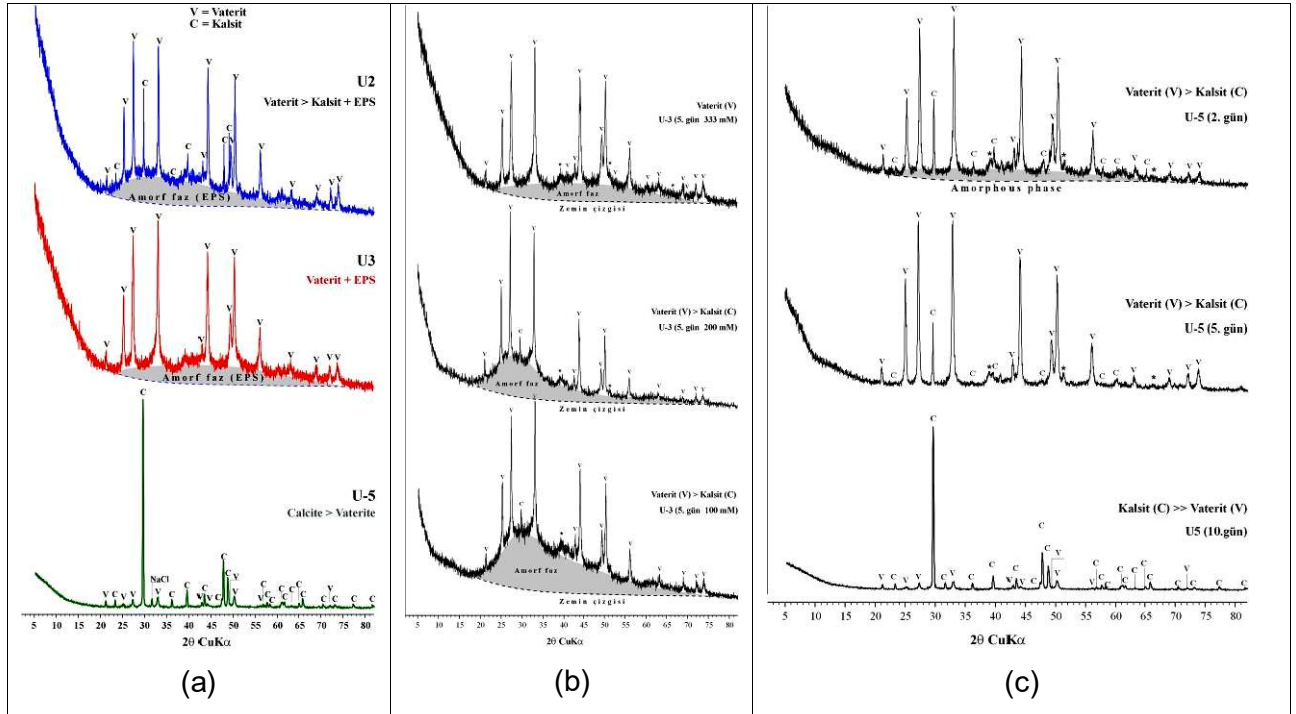 V = Vaterit
C = Kalsit
U2
Vaterit > Kalsit + EPS
Amorf faz (EPS)
U3
Vaterit + EPS
Amorf faz (EPS)
U-5
Calcite > Vaterite
NaCl
5 10 15 20 25 30 35 40 45 50 55 60 65 70 75 80
2θ CuKα
(a)
Vaterit (V)
U-3 (5. gün 333 mM)
Amorf faz
Zemin çizgisi
Vaterit (V) > Kalsit (C)
U-3 (5. gün 200 mM)
Amorf faz
Zemin çizgisi
Vaterit (V) > Kalsit (C)
U-3 (5. gün 100 mM)
Amorf faz
Zemin çizgisi
5 10 15 20 25 30 35 40 45 50 55 60 65 70 75 80
2θ CuKα
(b)
Vaterit (V) > Kalsit (C)
U-5 (2. gün)
Amorphous phase
Vaterit (V) > Kalsit (C)
U-5 (5. gün)
Kalsit (C) >> Vaterit (V)
U5 (10.gün)
5 10 15 20 25 30 35 40 45 50 55 60 65 70 75 80
2θ CuKα
(c)